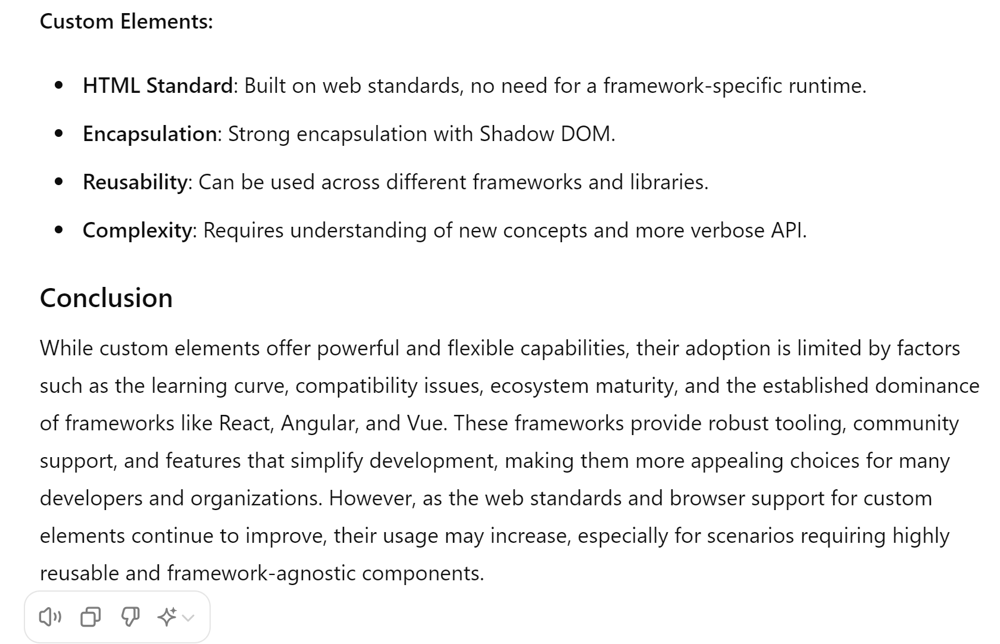 Custom Elements:
HTML Standard: Built on web standards, no need for a framework-specific runtime.
Encapsulation: Strong encapsulation with Shadow DOM.
Reusability: Can be used across different frameworks and libraries.
Complexity: Requires understanding of new concepts and more verbose API.
Conclusion
While custom elements offer powerful and flexible capabilities, their adoption is limited by factors
such as the learning curve, compatibility issues, ecosystem maturity, and the established dominance
of frameworks like React, Angular, and Vue. These frameworks provide robust tooling, community
support, and features that simplify development, making them more appealing choices for many
developers and organizations. However, as the web standards and browser support for custom
elements continue to improve, their usage may increase, especially for scenarios requiring highly
reusable and framework-agnostic components.